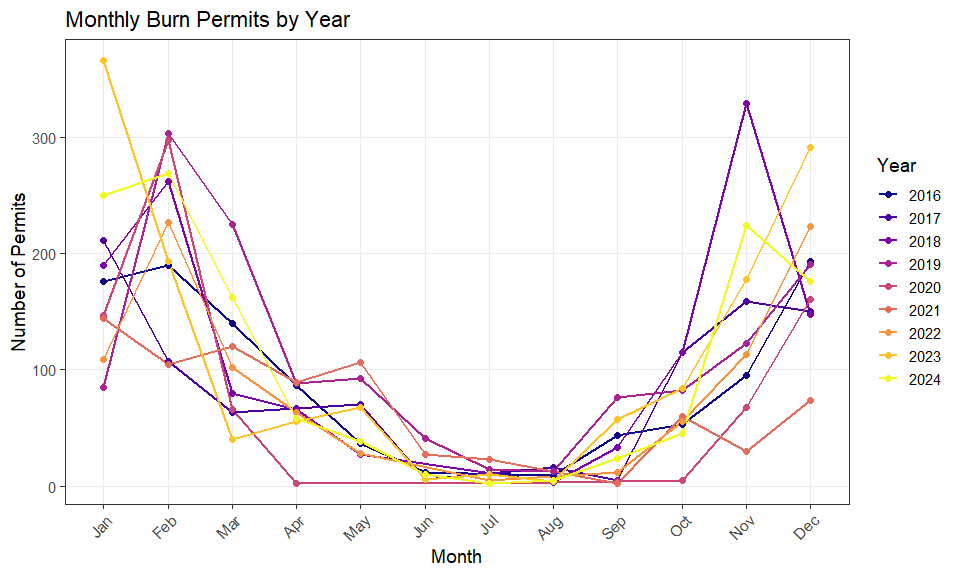 Monthly Burn Permits by Year
Number of Permits
300
200
100
0
Jan
Feb
Mar
Apr
May
Jun
Jul
Aug
Sep
Oct
Nov
Dec
Month
Year
2016
2017
2018
2019
2020
2021
2022
2023
2024